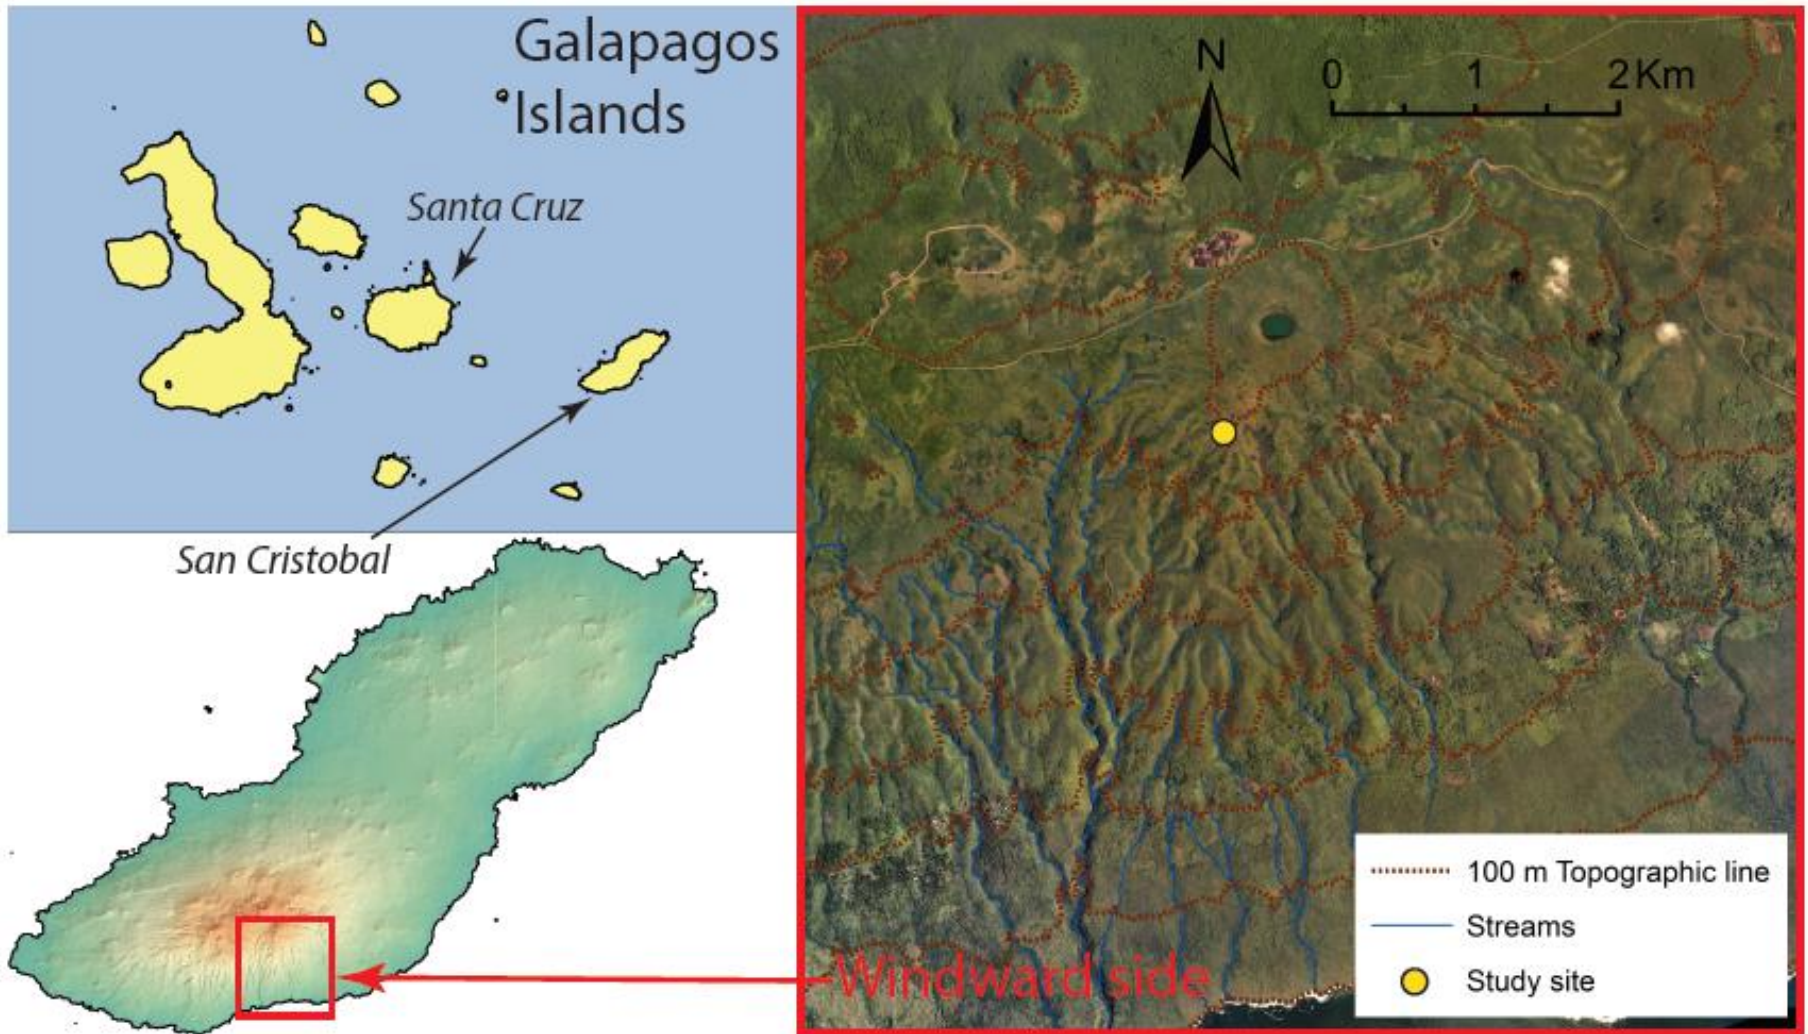 Galapagos
Islands
Santa Cruz
San Cristobal
N
0 1 2 Km
100 m Topographic line
Streams
Study site
Windward side